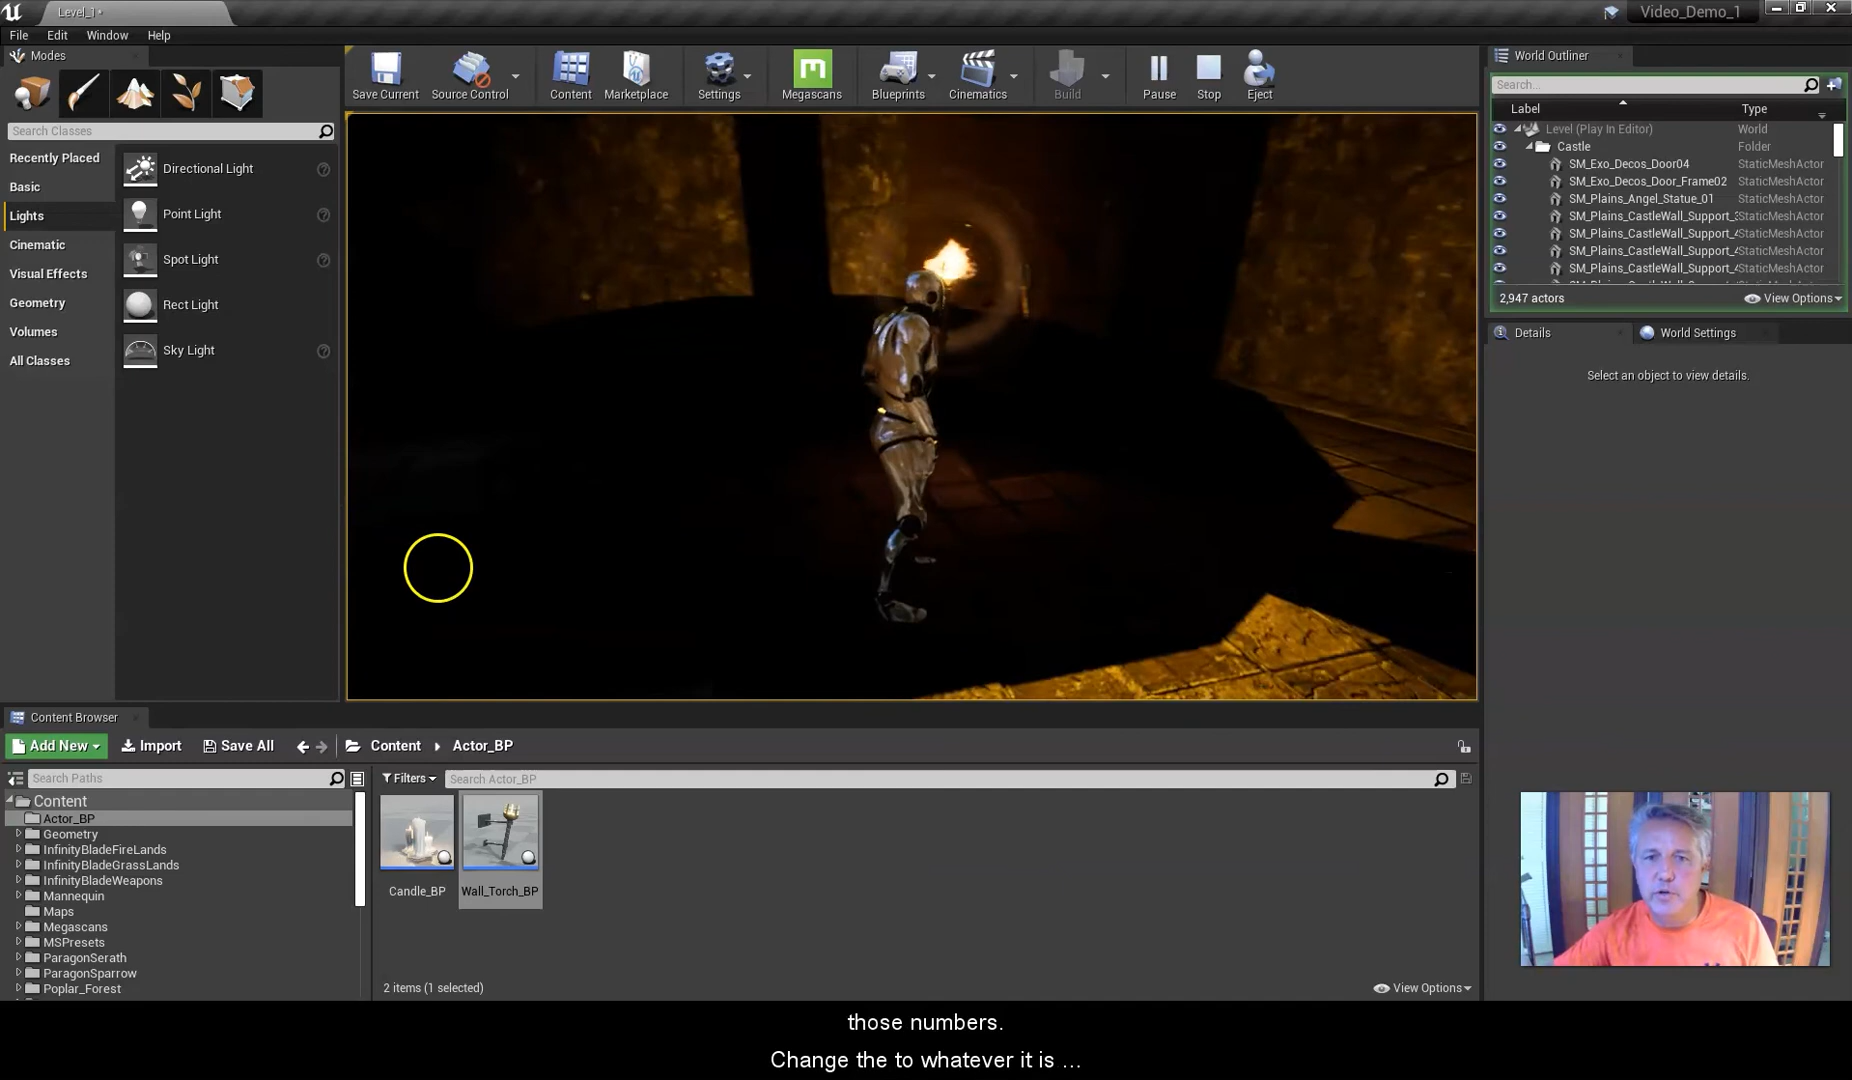 Level_1*
Video_Demo_1
File Edit Window Help
Modes
Search Classes
Recently Placed
Basic
Lights
Cinematic
Visual Effects
Geometry
Volumes
All Classes
Directional Light
Point Light
Spot Light
Rect Light
Sky Light
Save Current Source Control Content Marketplace Settings Megascans Blueprints Cinematics Build Pause Stop Eject
World Outliner
Search...
Label Type
Level (Play In Editor) World
Castle Folder
SM_Exo_Decos_Door04 StaticMeshActor
SM_Exo_Decos_Door_Frame02 StaticMeshActor
SM_Plains_Angel_Statue_01 StaticMeshActor
SM_Plains_CastleWall_Support_ StaticMeshActor
SM_Plains_CastleWall_Support_ StaticMeshActor
SM_Plains_CastleWall_Support_ StaticMeshActor
SM_Plains_CastleWall_Support_ StaticMeshActor
2,947 actors View Options
Details World Settings
Select an object to view details.
Content Browser
Add New Import Save All Content Actor_BP
Search Paths
Filters Search Actor_BP
Content
Actor_BP
Geometry
InfinityBladeFireLands
InfinityBladeGrassLands
InfinityBladeWeapons
Mannequin
Maps
Megascans
MSPresets
ParagonSerath
ParagonSparrow
Poplar_Forest
Candle_BP Wall_Torch_BP
2 items (1 selected) View Options
those numbers.
Change the to whatever it is ...